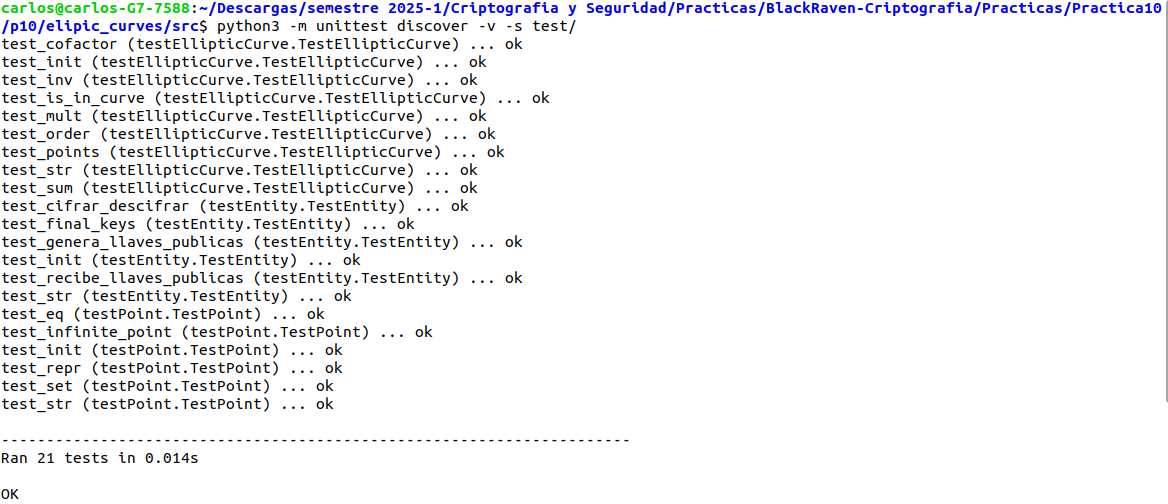 carlos@carlos-G7-7588:~/Descargas/semestre 2025-1/Criptografia y Seguridad/Practicas/BlackRaven-Criptografia/Practicas/Practica10
/p10/elipic_curves/src$ python3 -m unittest discover -v -s test/
test_cofactor (testEllipticCurve.TestEllipticCurve) ... ok
test_init (testEllipticCurve.TestEllipticCurve) ... ok
test_inv (testEllipticCurve.TestEllipticCurve) ... ok
test_is_in_curve (testEllipticCurve.TestEllipticCurve) ... ok
test_mult (testEllipticCurve.TestEllipticCurve) ... ok
test_order (testEllipticCurve.TestEllipticCurve) ... ok
test_points (testEllipticCurve.TestEllipticCurve) ... ok
test_str (testEllipticCurve.TestEllipticCurve) ... ok
test_sum (testEllipticCurve.TestEllipticCurve) ... ok
test_cifrar_descifrar (testEntity.TestEntity) ... ok
test_final_keys (testEntity.TestEntity) ... ok
test_genera_llaves_publicas (testEntity.TestEntity) ... ok
test_init (testEntity.TestEntity) ... ok
test_recibe_llaves_publicas (testEntity.TestEntity) ... ok
test_str (testEntity.TestEntity) ... ok
test_eq (testPoint.TestPoint) ... ok
test_infinite_point (testPoint.TestPoint) ... ok
test_init (testPoint.TestPoint) ... ok
test_repr (testPoint.TestPoint) ... ok
test_set (testPoint.TestPoint) ... ok
test_str (testPoint.TestPoint) ... ok
----------------------------------------------------------------------
Ran 21 tests in 0.014s
OK